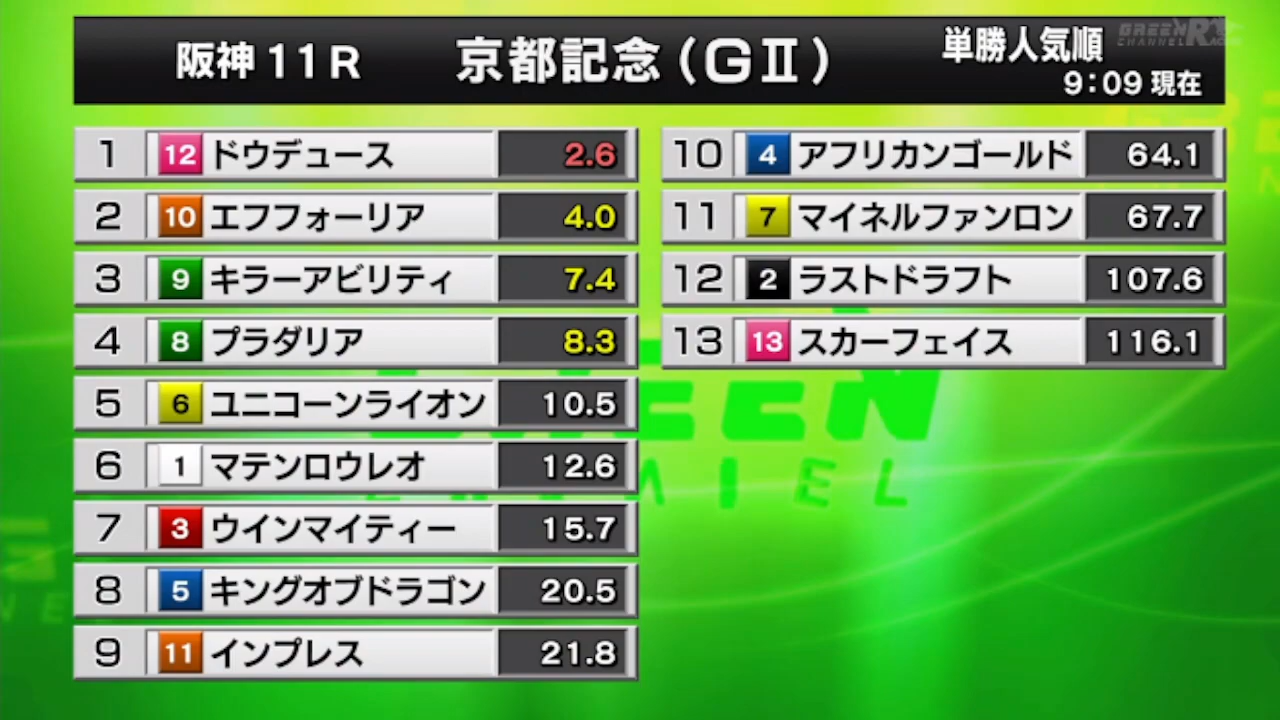 阪神 11R 京都記念(GⅡ) 単勝人気順
9:09 現在
GREEN CHANNEL
1 12 ドウデュース 2.6
2 10 エフフォーリア 4.0
3 9 キラーアビリティ 7.4
4 8 プラダリア 8.3
5 6 ユニコーンライオン 10.5
6 1 マテンロウレオ 12.6
7 3 ウインマイティー 15.7
8 5 キングオブドラゴン 20.5
9 11 インプレス 21.8
10 4 アフリカンゴールド 64.1
11 7 マイネルファンロン 67.7
12 2 ラストドラフト 107.6
13 13 スカーフェイス 116.1